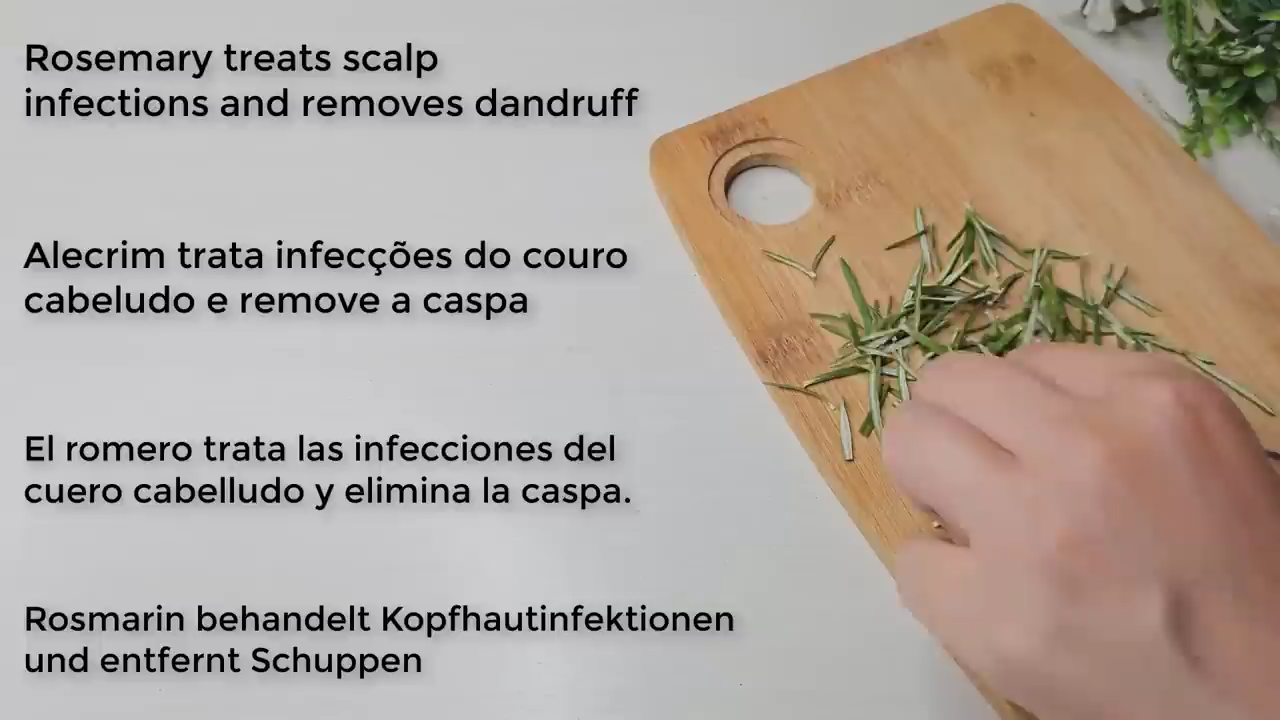 Rosemary treats scalp
infections and removes dandruff
Alecrim trata infecções do couro
cabeludo e remove a caspa
El romero trata las infecciones del
cuero cabelludo y elimina la caspa.
Rosmarin behandelt Kopfhautinfektionen
und entfernt Schuppen